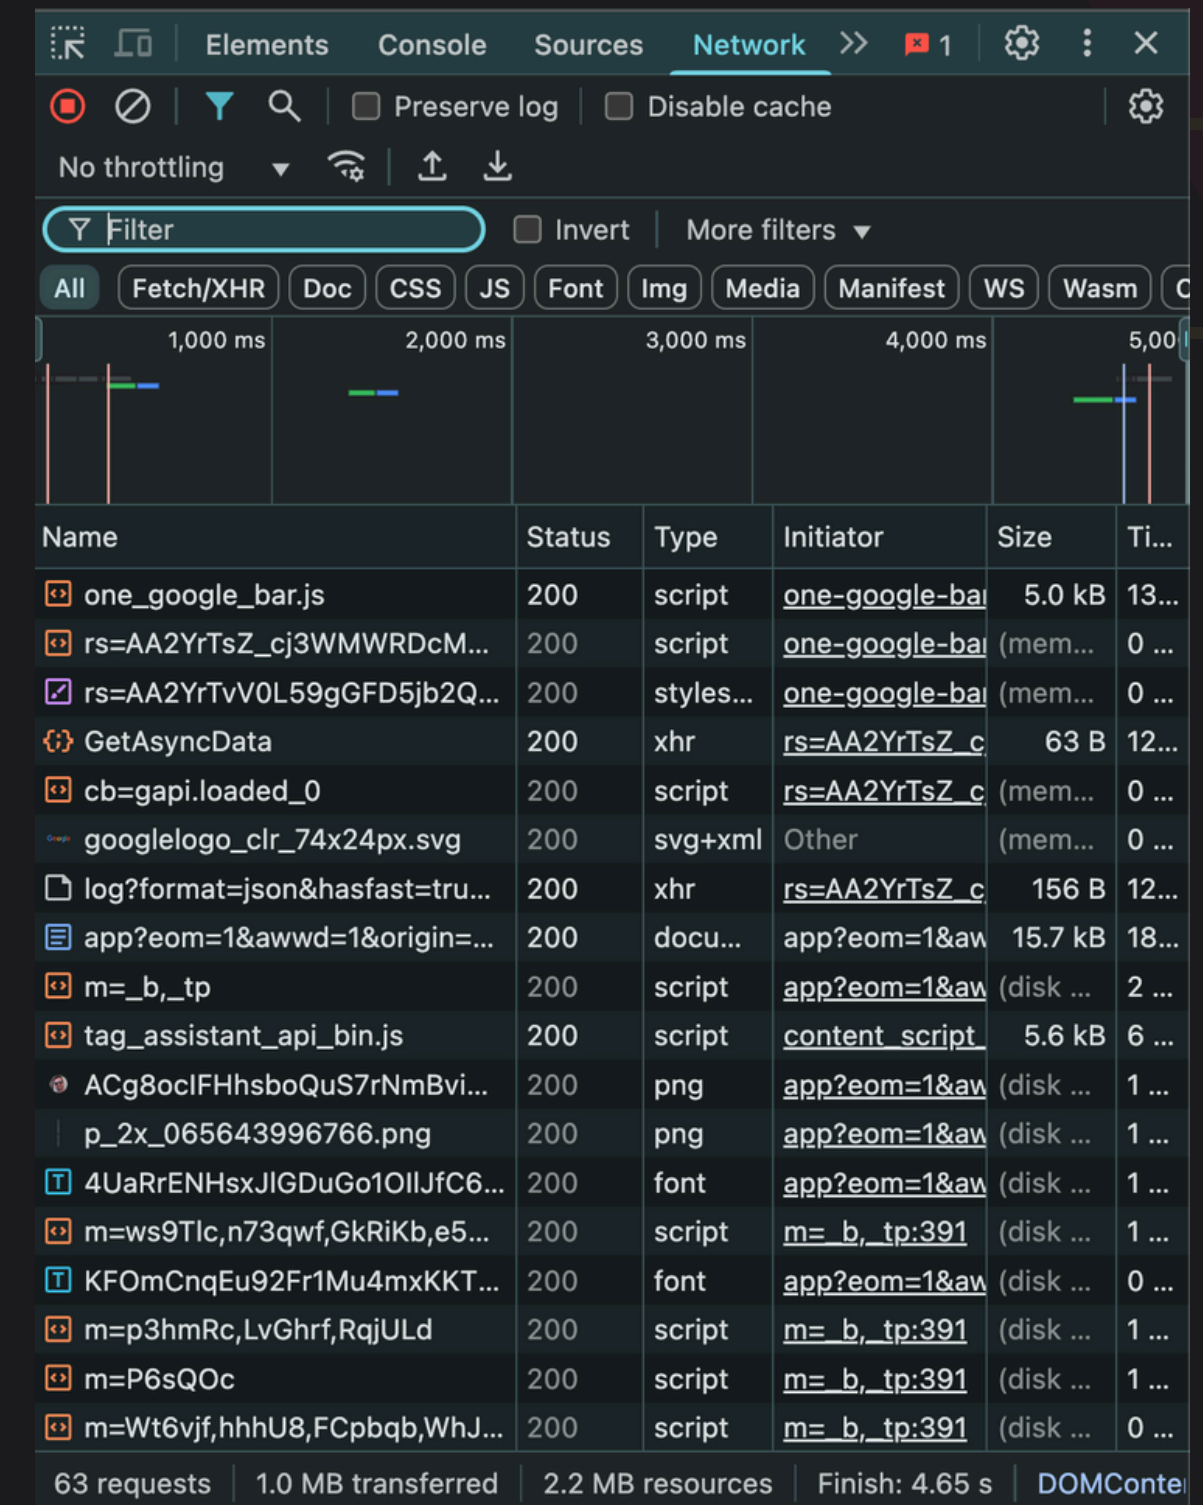 Elements Console Sources Network 1
Preserve log Disable cache
No throttling
Filter Invert More filters
All Fetch/XHR Doc CSS JS Font Img Media Manifest WS Wasm
1,000 ms 2,000 ms 3,000 ms 4,000 ms 5,00
Name Status Type Initiator Size Ti...
one_google_bar.js 200 script one-google-bar 5.0 kB 13...
rs=AA2YrTsZ_cj3WMWRDcM... 200 script one-google-bar (mem... 0 ...
rs=AA2YrTvV0L59gGFD5jb2Q... 200 styles... one-google-bar (mem... 0 ...
GetAsyncData 200 xhr rs=AA2YrTsZ_c 63 B 12...
cb=gapi.loaded_0 200 script rs=AA2YrTsZ_c (mem... 0 ...
googlelogo_clr_74x24px.svg 200 svg+xml Other (mem... 0 ...
log?format=json&hasfast=tru... 200 xhr rs=AA2YrTsZ_c 156 B 12...
app?eom=1&awwd=1&origin=... 200 docu... app?eom=1&aw 15.7 kB 18...
m=_b,_tp 200 script app?eom=1&aw (disk ... 2 ...
tag_assistant_api_bin.js 200 script content_script_ 5.6 kB 6 ...
ACg8ocIFHhsboQuS7rNmBvi... 200 png app?eom=1&aw (disk ... 1 ...
p_2x_065643996766.png 200 png app?eom=1&aw (disk ... 1 ...
4UaRrENHsxJlGDuGo1OIlJfC6... 200 font app?eom=1&aw (disk ... 1 ...
m=ws9Tlc,n73qwf,GkRiKb,e5... 200 script m=_b,_tp:391 (disk ... 1 ...
KFOmCnqEu92Fr1Mu4mxKKT... 200 font app?eom=1&aw (disk ... 0 ...
m=p3hmRc,LvGhrf,RqjULd 200 script m=_b,_tp:391 (disk ... 1 ...
m=P6sQOc 200 script m=_b,_tp:391 (disk ... 1 ...
m=Wt6vjf,hhhU8,FCpbqb,WhJ... 200 script m=_b,_tp:391 (disk ... 0 ...
63 requests 1.0 MB transferred 2.2 MB resources Finish: 4.65 s DOMConte